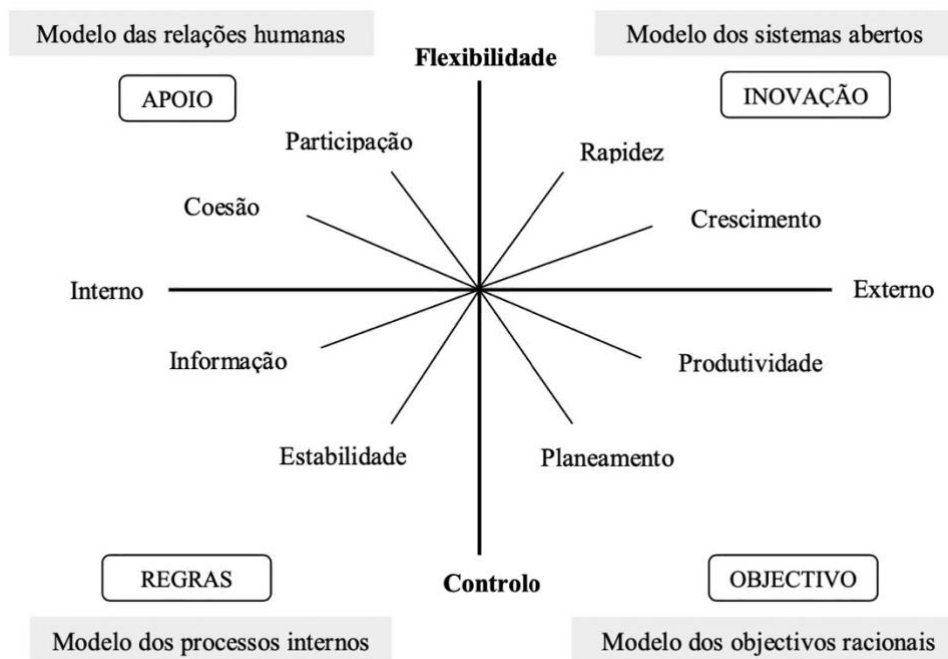 Modelo das relações humanas
Modelo dos sistemas abertos
Flexibilidade
APOIO
INOVAÇÃO
Participação
Rapidez
Coesão
Crescimento
Interno
Externo
Informação
Produtividade
Estabilidade
Planeamento
REGRAS
Controlo
OBJECTIVO
Modelo dos processos internos
Modelo dos objectivos racionais